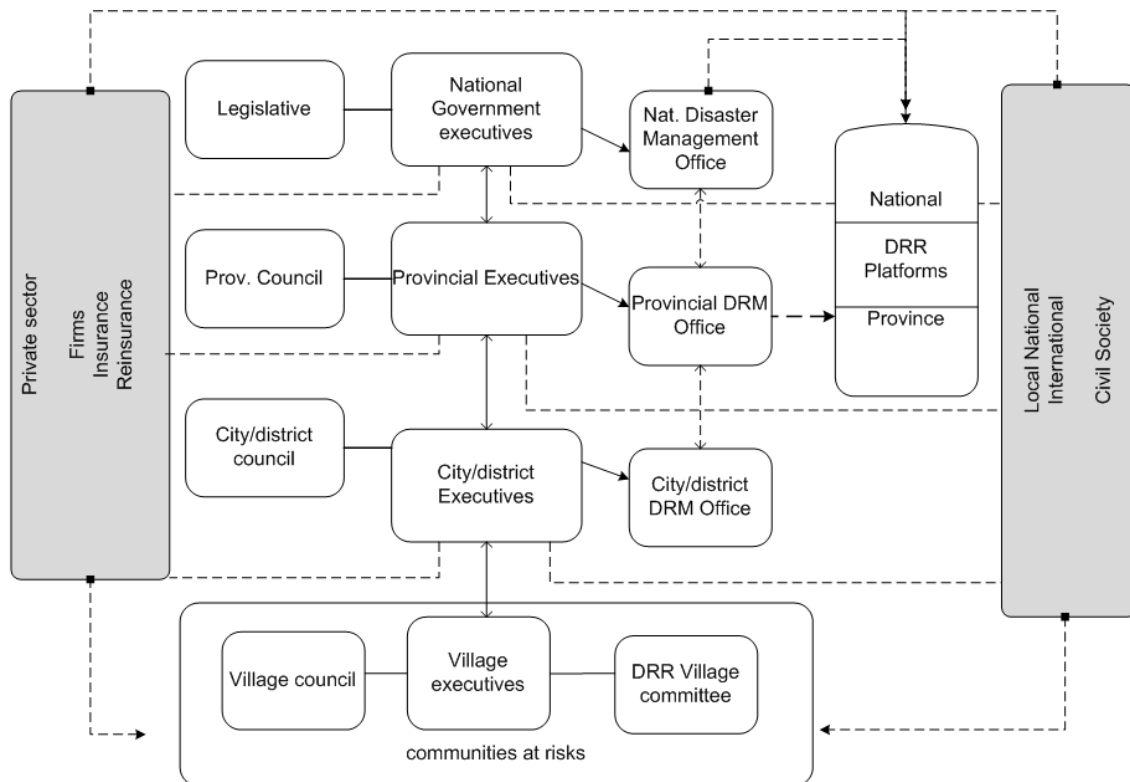 Legislative
National
Government
executives
Nat. Disaster
Management
Office
National
DRR
Platforms
Province
Prov. Council
Provincial Executives
Provincial DRM
Office
City/district
council
City/district
Executives
City/district
DRM Office
Village council
Village
executives
DRR Village
committee
communities at risks
Private sector
Firms
Insurance
Reinsurance
Local National
International
Civil Society